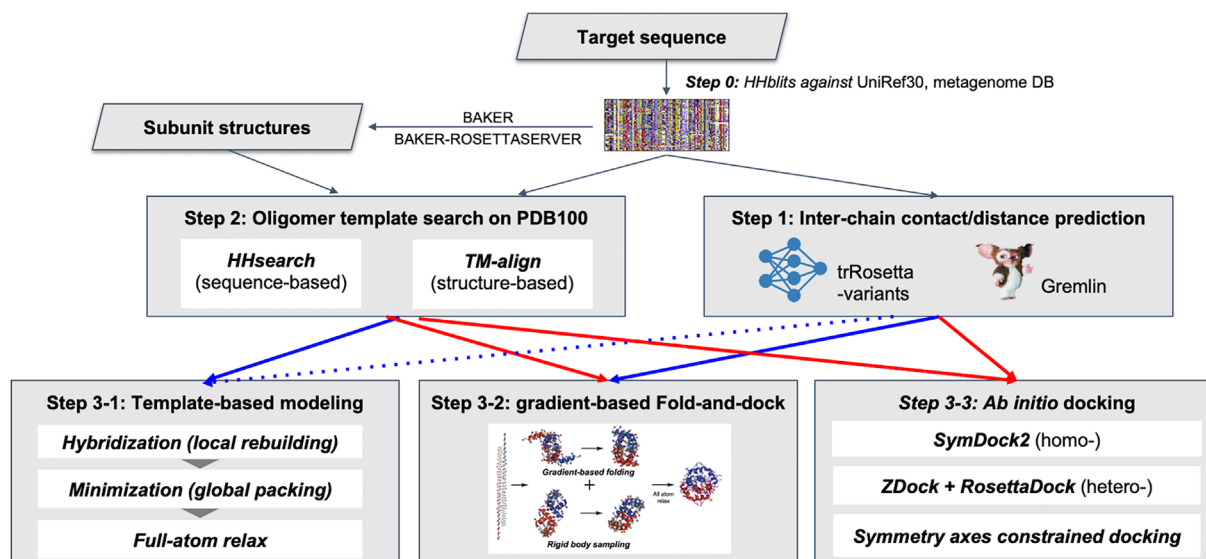 Target sequence
Step 0: HHblits against UniRef30, metagenome DB
Subunit structures
BAKER
BAKER-ROSETTASERVER
Step 2: Oligomer template search on PDB100
HHsearch
(sequence-based)
TM-align
(structure-based)
Step 1: Inter-chain contact/distance prediction
trRosetta
-variants
Gremlin
Step 3-1: Template-based modeling
Hybridization (local rebuilding)
Minimization (global packing)
Full-atom relax
Step 3-2: gradient-based Fold-and-dock
Gradient-based folding
+
All atom
relax
Rigid body sampling
Step 3-3: Ab initio docking
SymDock2 (homo-)
ZDock + RosettaDock (hetero-)
Symmetry axes constrained docking